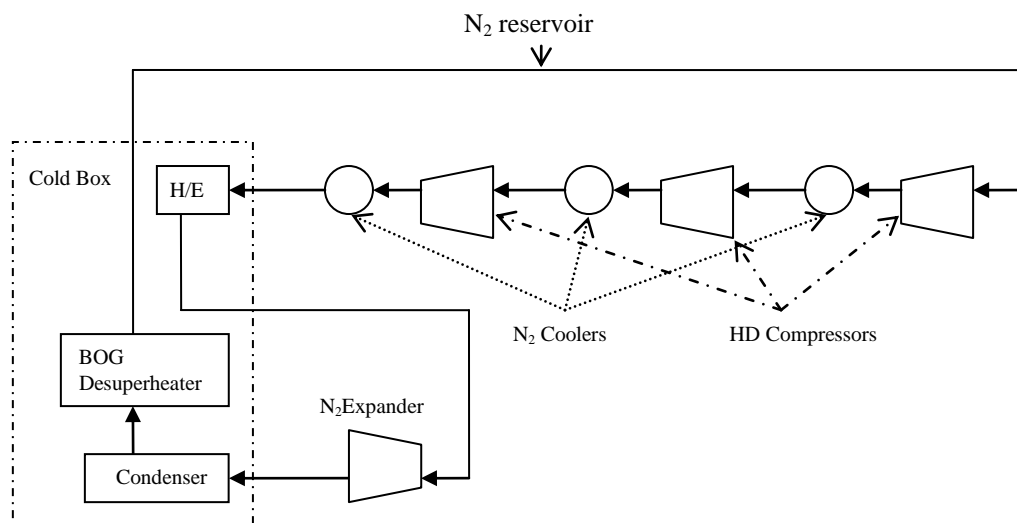 N₂ reservoir
Cold Box
H/E
N₂ Coolers
HD Compressors
BOG
Desuperheater
N₂Expander
Condenser